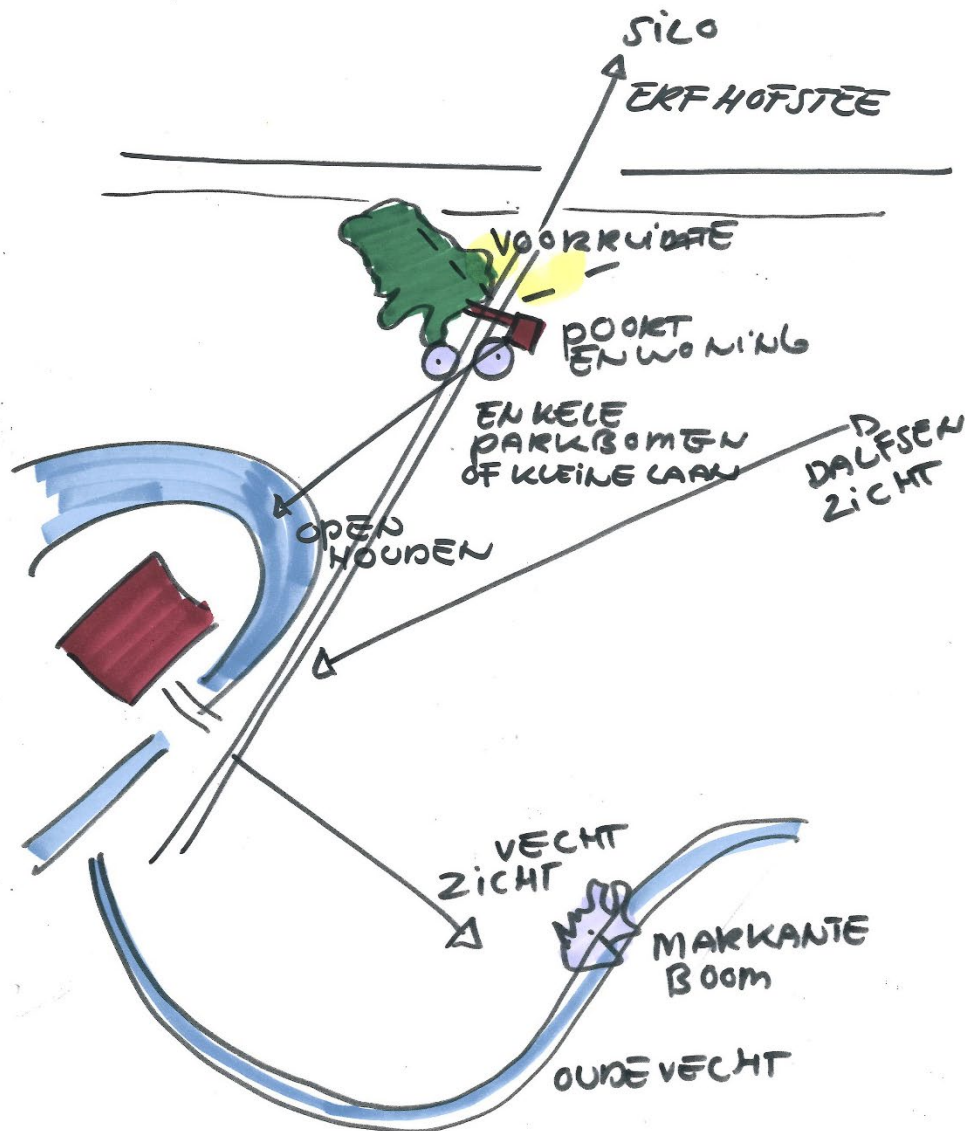 SILO
ERF HOFSTEE
VOORRUIMTE
POORT
EN WONING
ENKELE
PARKBOMEN
OF KLEINE LAAN
DALFSEN
ZICHT
OPEN
HOUDEN
VECHT
ZICHT
MARKANTE
BOOM
OUDE VECHT